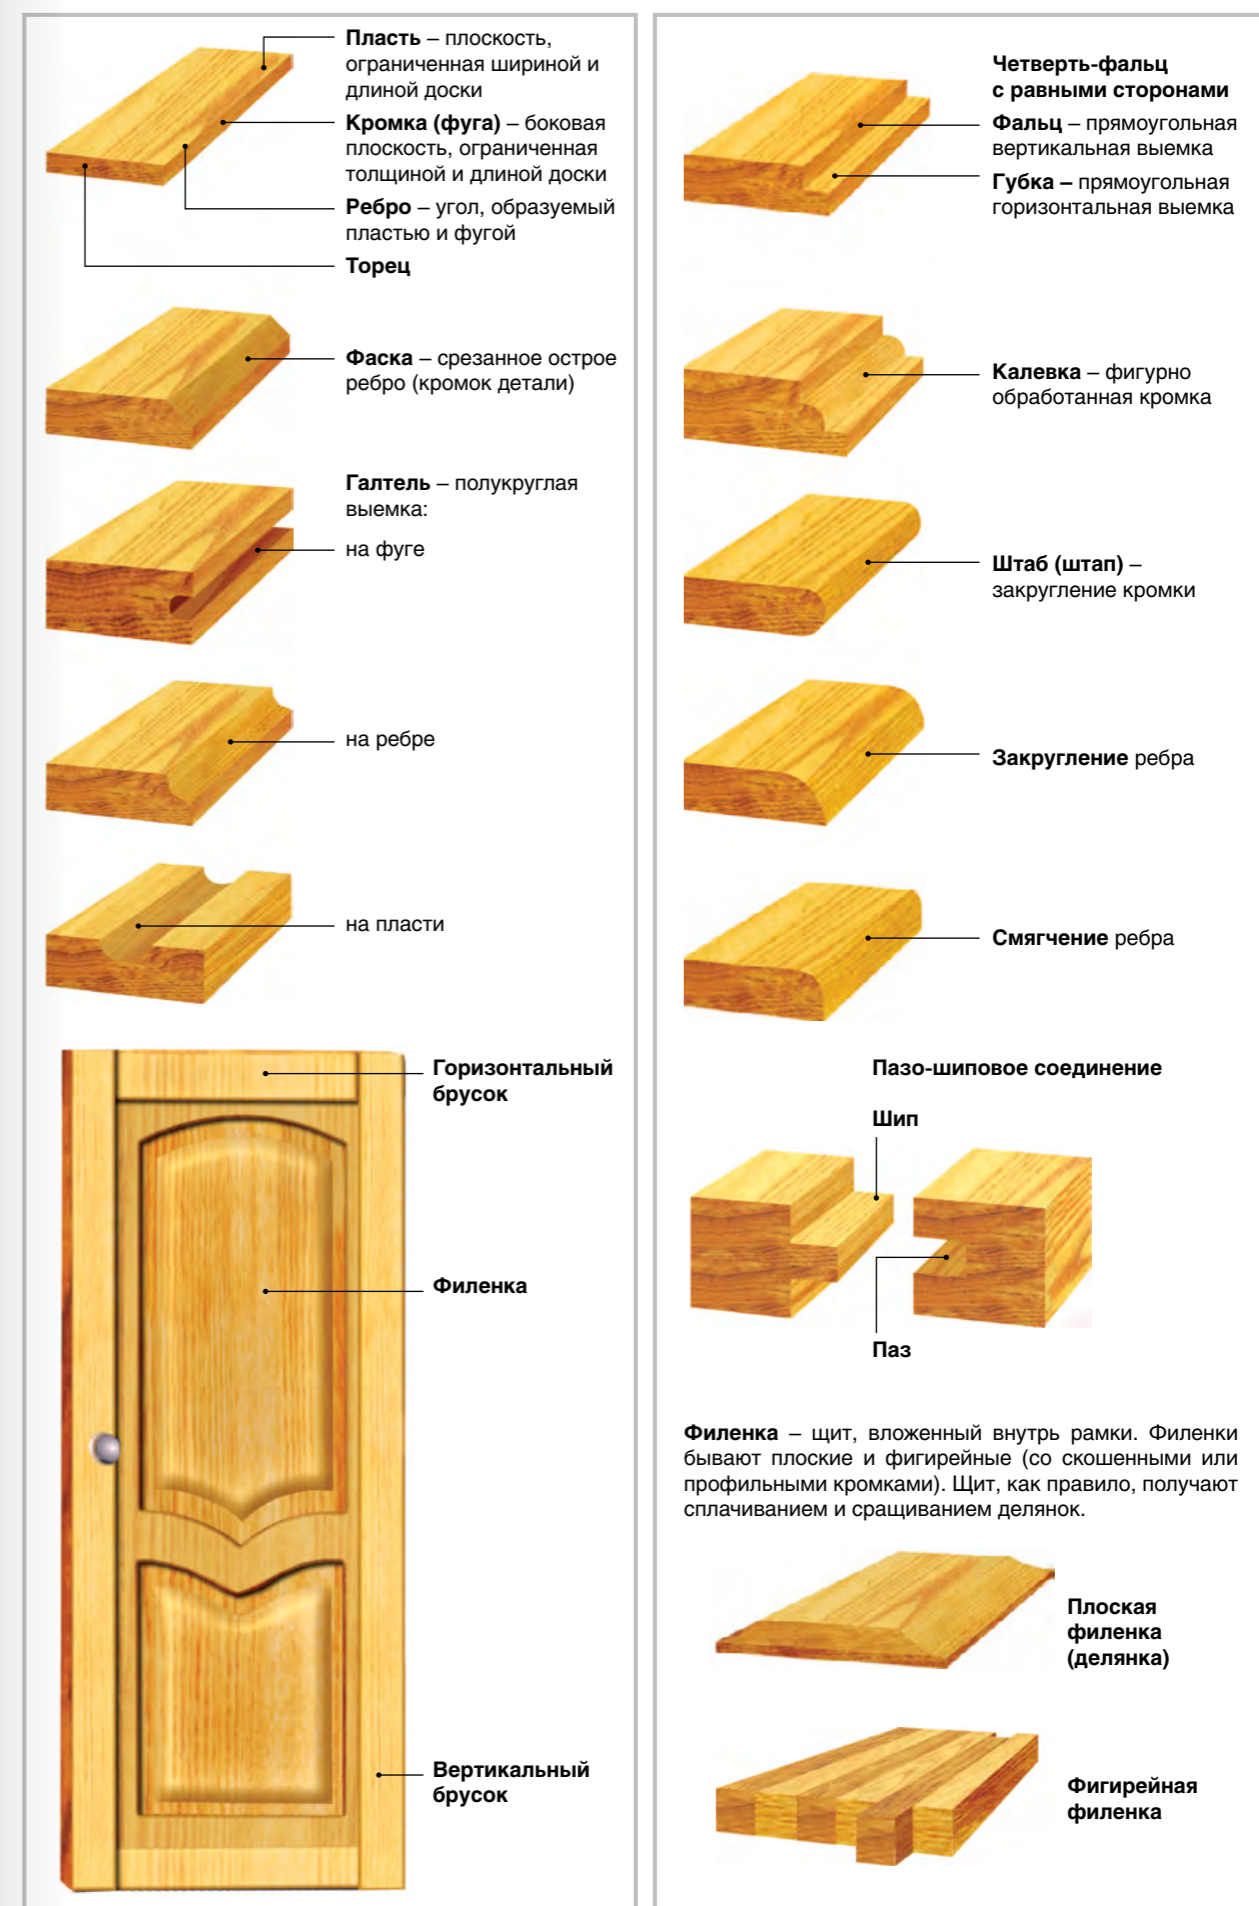 Пласть – плоскость,
ограниченная шириной и
длиной доски
Кромка (фуга) – боковая
плоскость, ограниченная
толщиной и длиной доски
Ребро – угол, образуемый
пластью и фугой
Торец
Фаска – срезанное острое
ребро (кромок детали)
Галтель – полукруглая
выемка:
на фуге
на ребре
на пласти
Горизонтальный
брусок
Филенка
Вертикальный
брусок
Четверть-фальц
с равными сторонами
Фальц – прямоугольная
вертикальная выемка
Губка – прямоугольная
горизонтальная выемка
Калевка – фигурно
обработанная кромка
Штаб (штап) –
закругление кромки
Закругление ребра
Смягчение ребра
Пазо-шиповое соединение
Шип
Паз
Филенка – щит, вложенный внутрь рамки. Филенки
бывают плоские и фигирейные (со скошенными или
профильными кромками). Щит, как правило, получают
сплачиванием и сращиванием делянок.
Плоская
филенка
(делянка)
Фигирейная
филенка